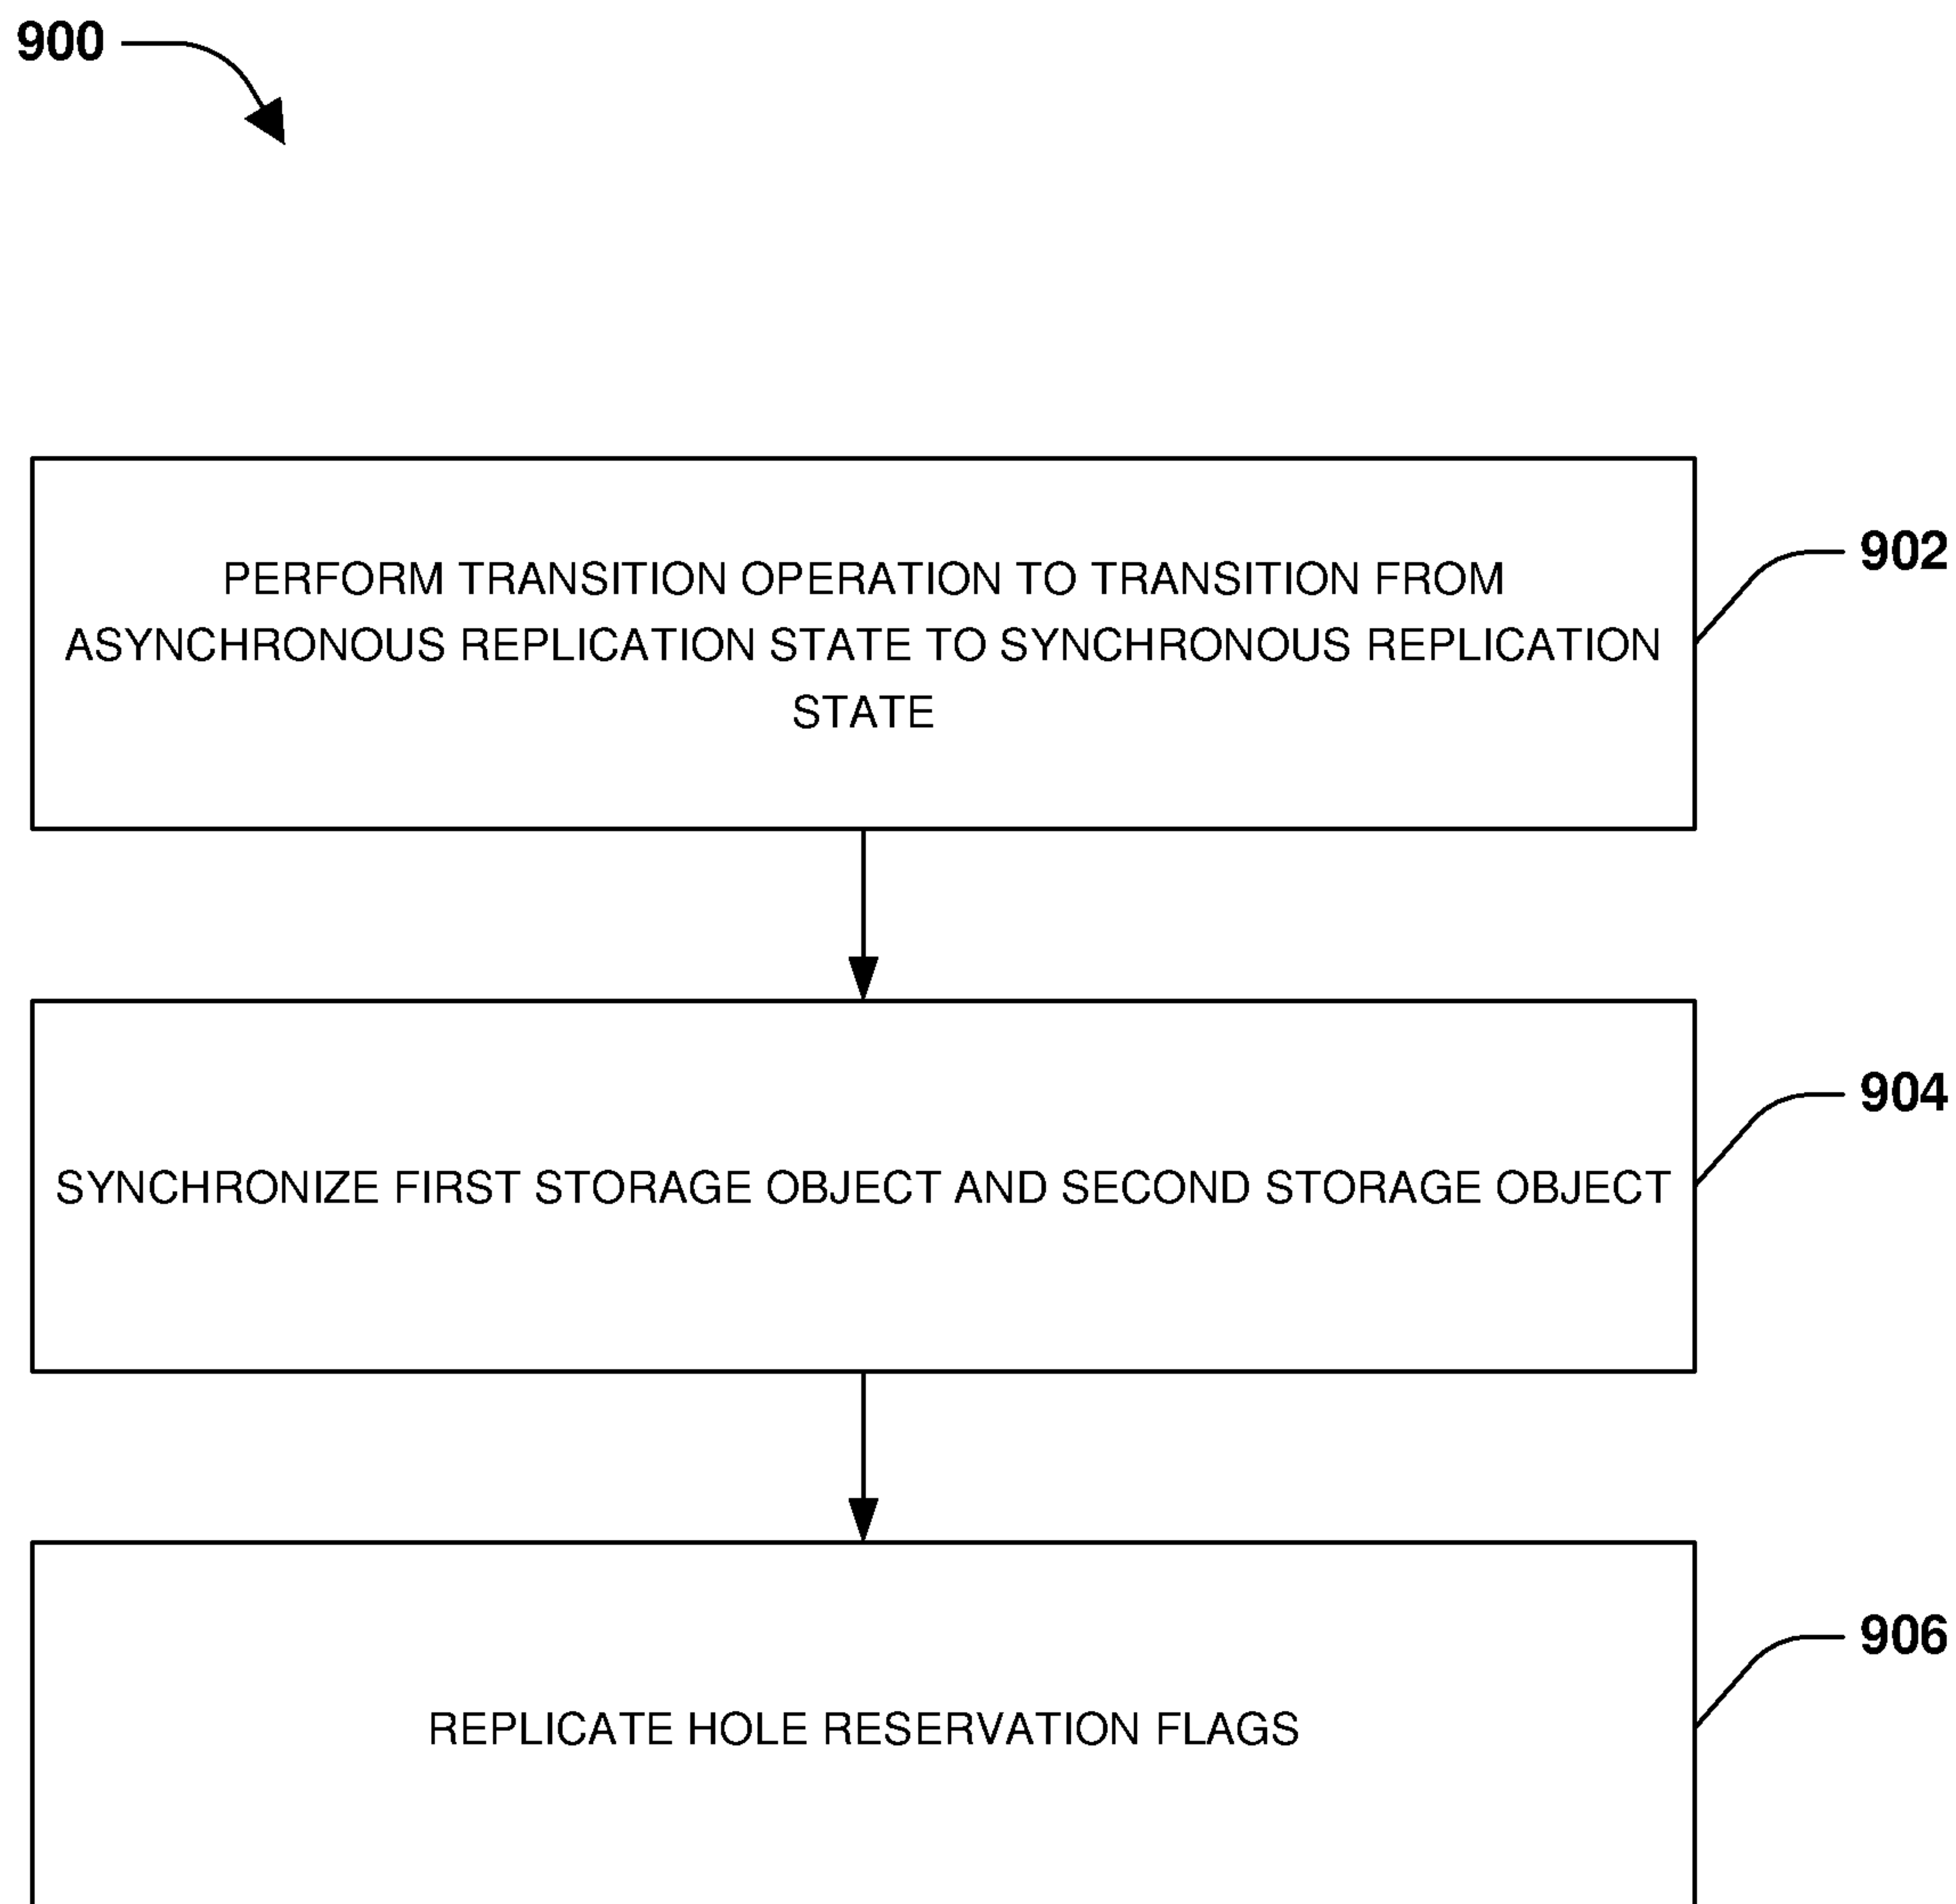 900
PERFORM TRANSITION OPERATION TO TRANSITION FROM
ASYNCHRONOUS REPLICATION STATE TO SYNCHRONOUS REPLICATION
STATE
902
SYNCHRONIZE FIRST STORAGE OBJECT AND SECOND STORAGE OBJECT
904
REPLICATE HOLE RESERVATION FLAGS
906